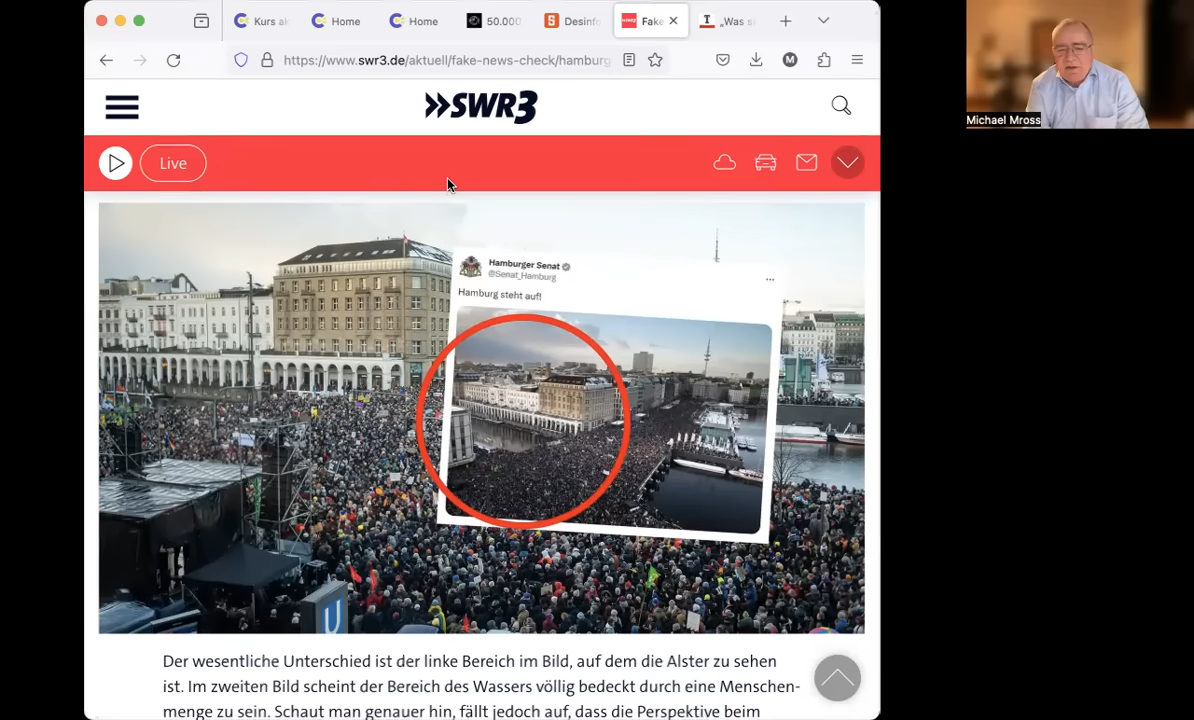 Kurs ak
Home
Home
50.000
Desinfo
Fake
„Was s
https://www.swr3.de/aktuell/fake-news-check/hamburg
M
SWR3
Live
Hamburger Senat
@Senat_Hamburg
Hamburg steht auf!
U
Der wesentliche Unterschied ist der linke Bereich im Bild, auf dem die Alster zu sehen
ist. Im zweiten Bild scheint der Bereich des Wassers völlig bedeckt durch eine Menschen-
menge zu sein. Schaut man genauer hin, fällt jedoch auf, dass die Perspektive beim
Michael Mross